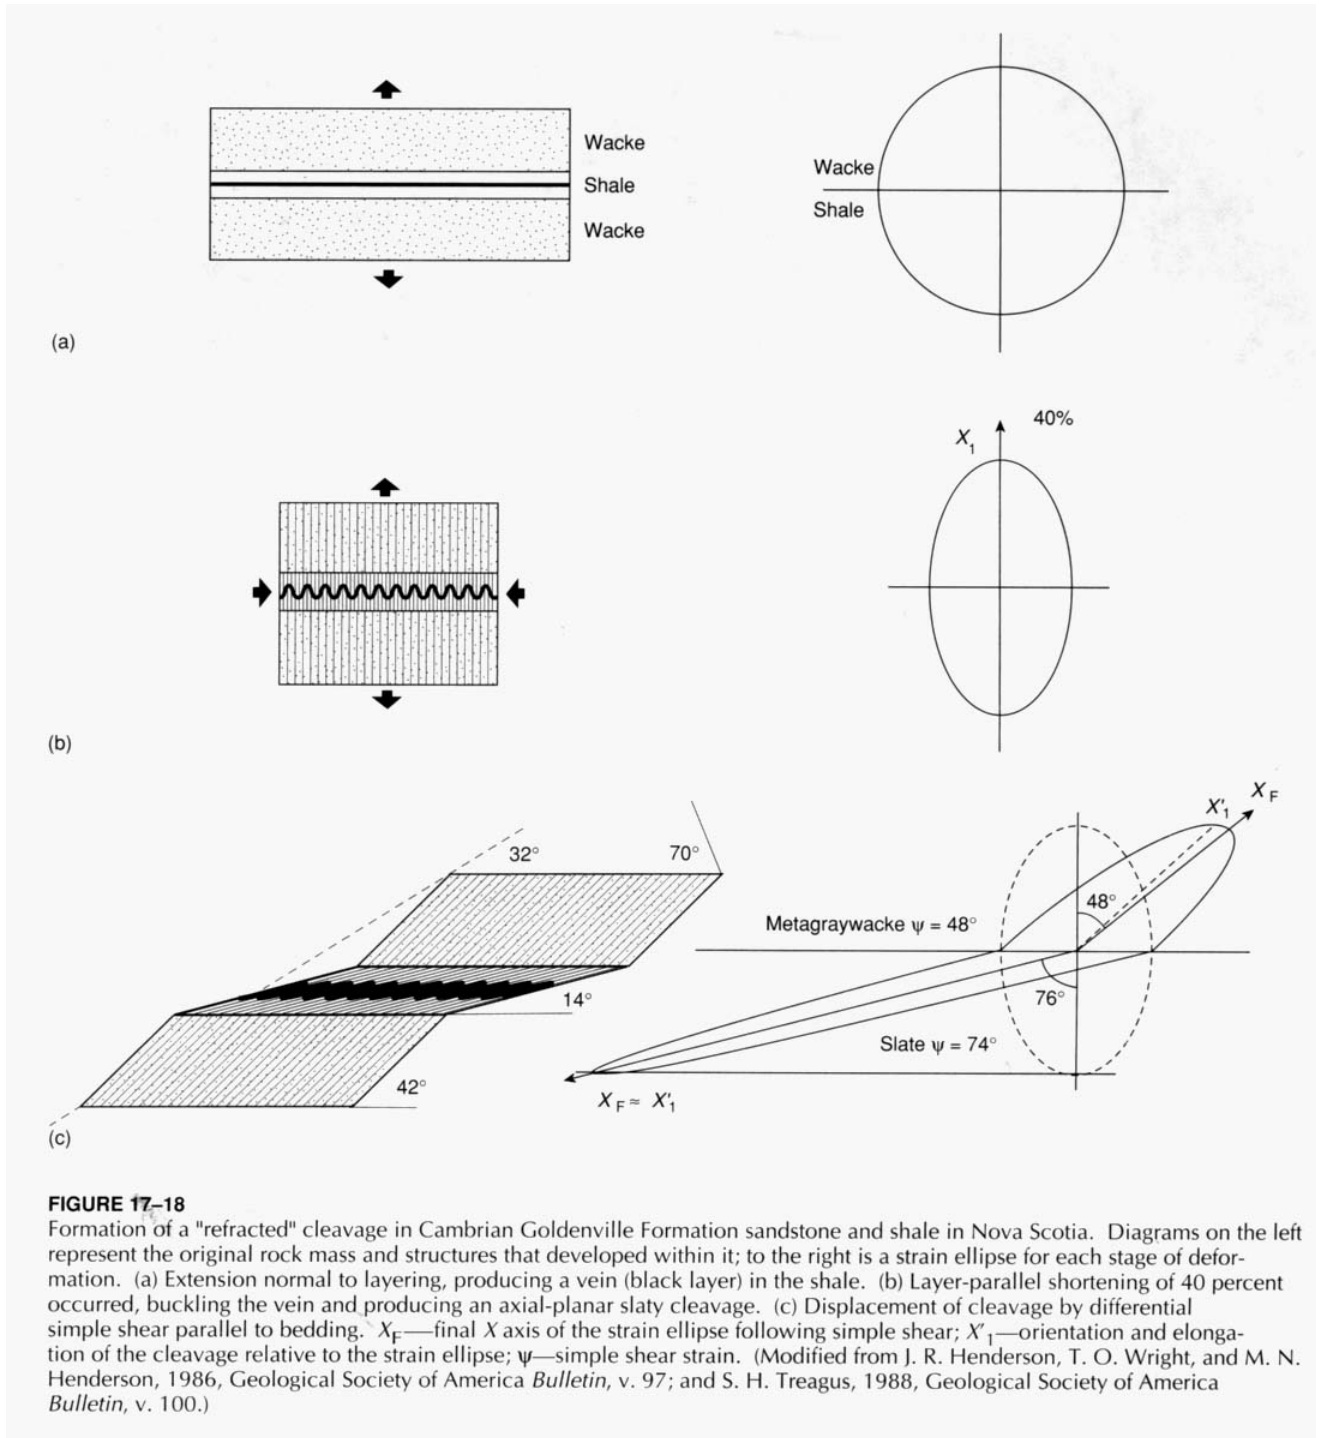 Wacke
Shale
Wacke
Wacke
Shale
(a)
X₁
40%
(b)
32°
70°
14°
42°
(c)
X'₁
X F
48°
Metagraywacke ψ = 48°
76°
Slate ψ = 74°
X F ≈ X'₁
FIGURE 17–18
Formation of a "refracted" cleavage in Cambrian Goldenville Formation sandstone and shale in Nova Scotia. Diagrams on the left
represent the original rock mass and structures that developed within it; to the right is a strain ellipse for each stage of defor-
mation. (a) Extension normal to layering, producing a vein (black layer) in the shale. (b) Layer-parallel shortening of 40 percent
occurred, buckling the vein and producing an axial-planar slaty cleavage. (c) Displacement of cleavage by differential
simple shear parallel to bedding. X F—final X axis of the strain ellipse following simple shear; X'₁—orientation and elonga-
tion of the cleavage relative to the strain ellipse; ψ—simple shear strain. (Modified from J. R. Henderson, T. O. Wright, and M. N.
Henderson, 1986, Geological Society of America Bulletin, v. 97; and S. H. Treagus, 1988, Geological Society of America
Bulletin, v. 100.)